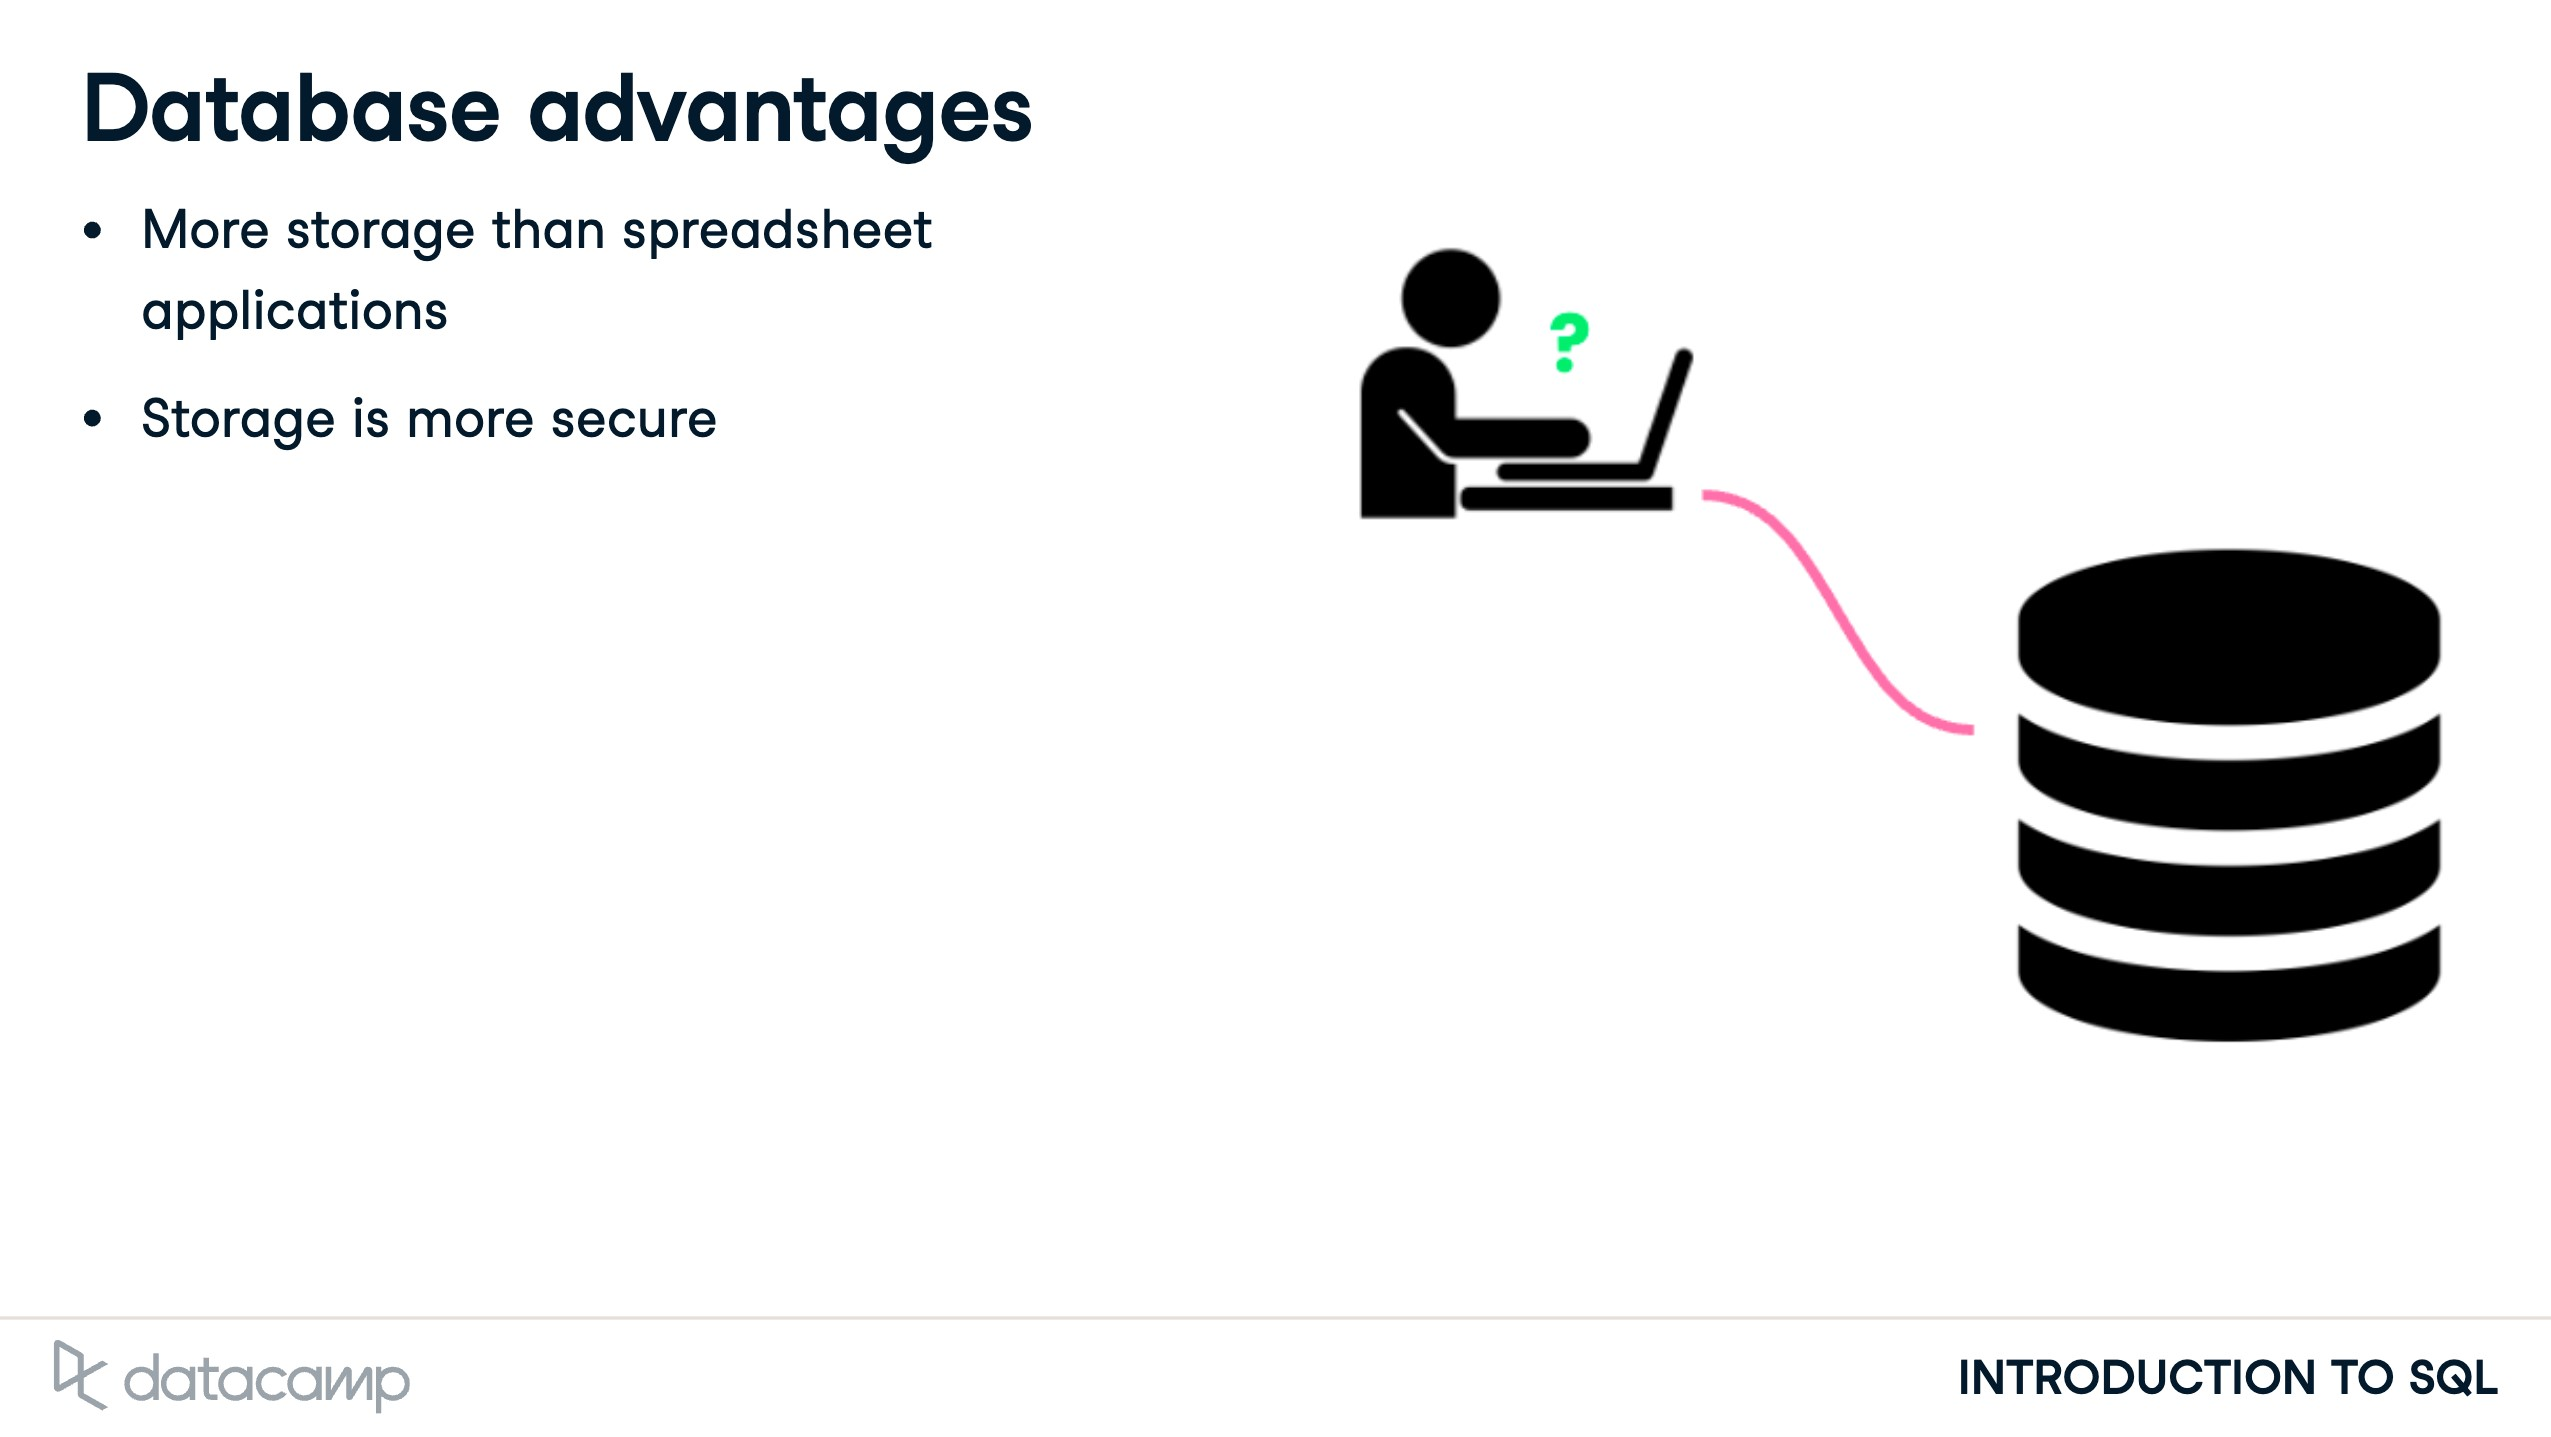 Database advantages
• More storage than spreadsheet
applications
• Storage is more secure
?
datacamp
INTRODUCTION TO SQL